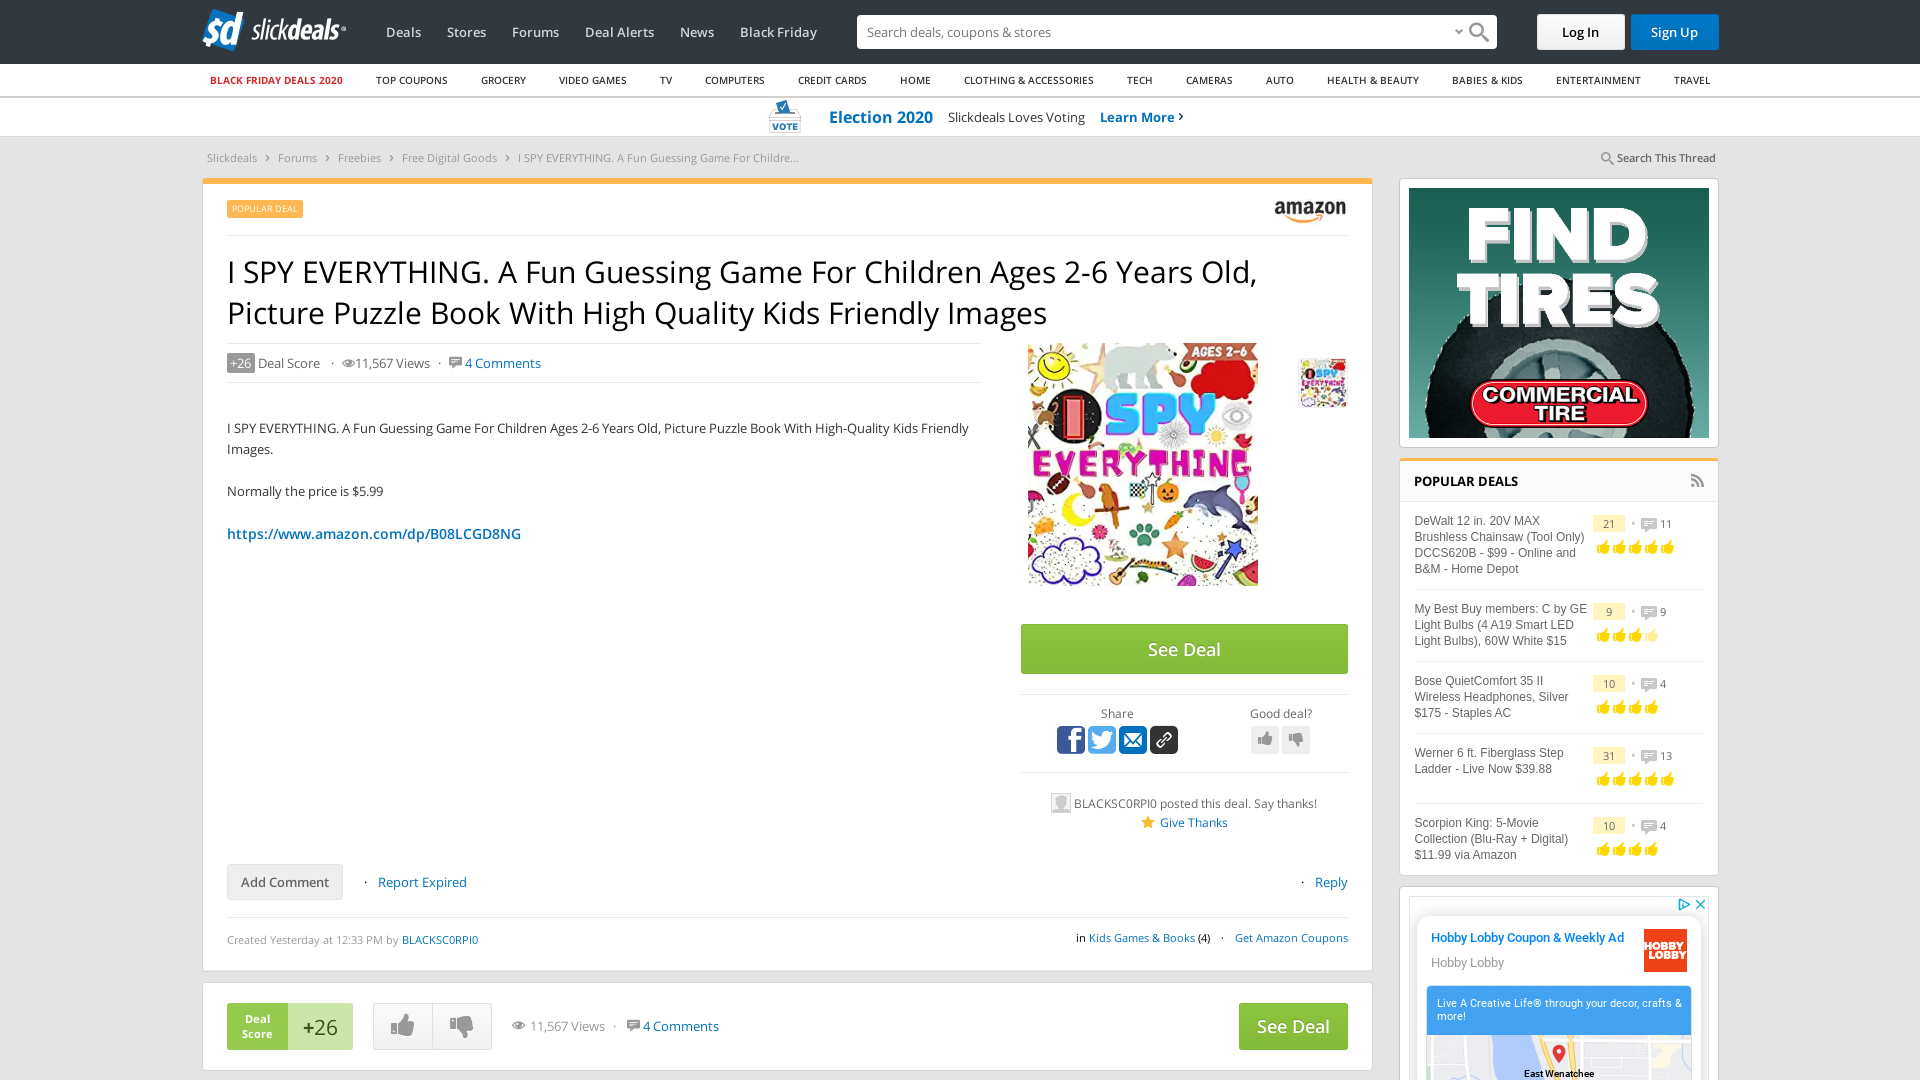 slickdeals
Deals
Stores
Forums
Deal Alerts
News
Black Friday
Search deals, coupons & stores
Log In
Sign Up
BLACK FRIDAY DEALS 2020
TOP COUPONS
GROCERY
VIDEO GAMES
TV
COMPUTERS
CREDIT CARDS
HOME
CLOTHING & ACCESSORIES
TECH
CAMERAS
AUTO
HEALTH & BEAUTY
BABIES & KIDS
ENTERTAINMENT
TRAVEL
VOTE
Election 2020 Slickdeals Loves Voting Learn More
Slickdeals > Forums > Freebies > Free Digital Goods > I SPY EVERYTHING. A Fun Guessing Game For Childre...
Search This Thread
POPULAR DEAL
amazon
I SPY EVERYTHING. A Fun Guessing Game For Children Ages 2-6 Years Old,
Picture Puzzle Book With High Quality Kids Friendly Images
+26 Deal Score · 11,567 Views · 4 Comments
I SPY EVERYTHING. A Fun Guessing Game For Children Ages 2-6 Years Old, Picture Puzzle Book With High-Quality Kids Friendly
Images.
Normally the price is $5.99
https://www.amazon.com/dp/B08LCGD8NG
AGES 2-6
I SPY
EVERYTHING
See Deal
Share
Good deal?
BLACKSC0RPI0 posted this deal. Say thanks!
Give Thanks
Add Comment · Report Expired
· Reply
Created Yesterday at 12:33 PM by BLACKSC0RPI0
in Kids Games & Books (4) · Get Amazon Coupons
Deal
Score
+26
11,567 Views · 4 Comments
See Deal
FIND
TIRES
COMMERCIAL
TIRE
POPULAR DEALS
DeWalt 12 in. 20V MAX
Brushless Chainsaw (Tool Only)
DCCS620B - $99 - Online and
B&M - Home Depot
21 • 11
My Best Buy members: C by GE
Light Bulbs (4 A19 Smart LED
Light Bulbs), 60W White $15
9 • 9
Bose QuietComfort 35 II
Wireless Headphones, Silver
$175 - Staples AC
10 • 4
Werner 6 ft. Fiberglass Step
Ladder - Live Now $39.88
31 • 13
Scorpion King: 5-Movie
Collection (Blu-Ray + Digital)
$11.99 via Amazon
10 • 4
Hobby Lobby Coupon & Weekly Ad
Hobby Lobby
HOBBY
LOBBY
Live A Creative Life® through your decor, crafts &
more!
East Wenatchee